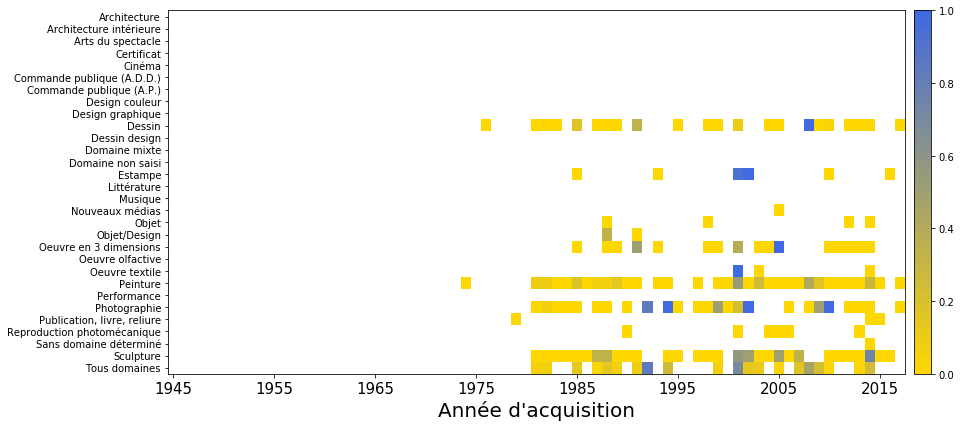 Architecture
Architecture intérieure
Arts du spectacle
Certificat
Cinéma
Commande publique (A.D.D.)
Commande publique (A.P.)
Design couleur
Design graphique
Dessin
Dessin design
Domaine mixte
Domaine non saisi
Estampe
Littérature
Musique
Nouveaux médias
Objet
Objet/Design
Oeuvre en 3 dimensions
Oeuvre olfactive
Oeuvre textile
Peinture
Performance
Photographie
Publication, livre, reliure
Reproduction photomécanique
Sans domaine déterminé
Sculpture
Tous domaines
1945 1955 1965 1975 1985 1995 2005 2015
Année d'acquisition
1.0
0.8
0.6
0.4
0.2
0.0